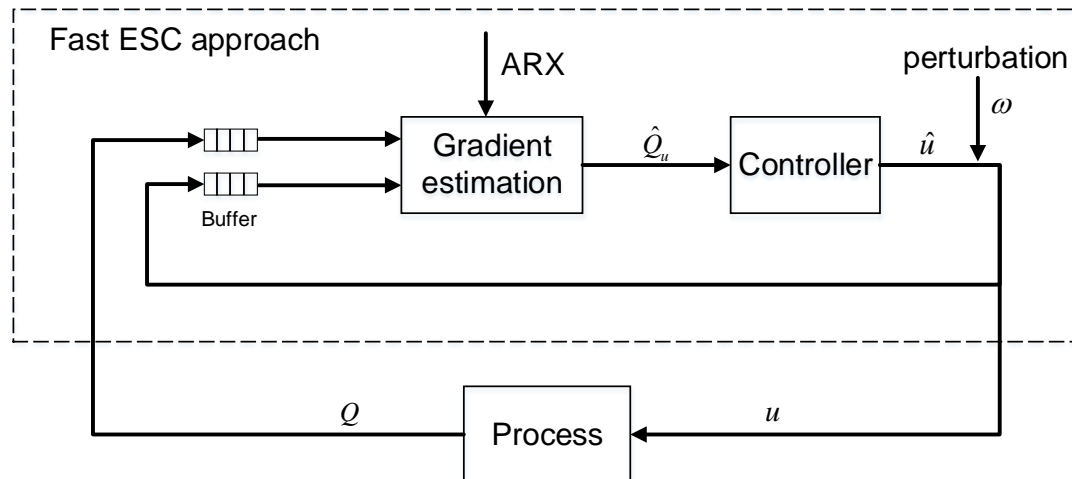 Fast ESC approach
ARX
perturbation
ω
Gradient
estimation
Q̂ᵤ
Controller
û
Buffer
Q
Process
u